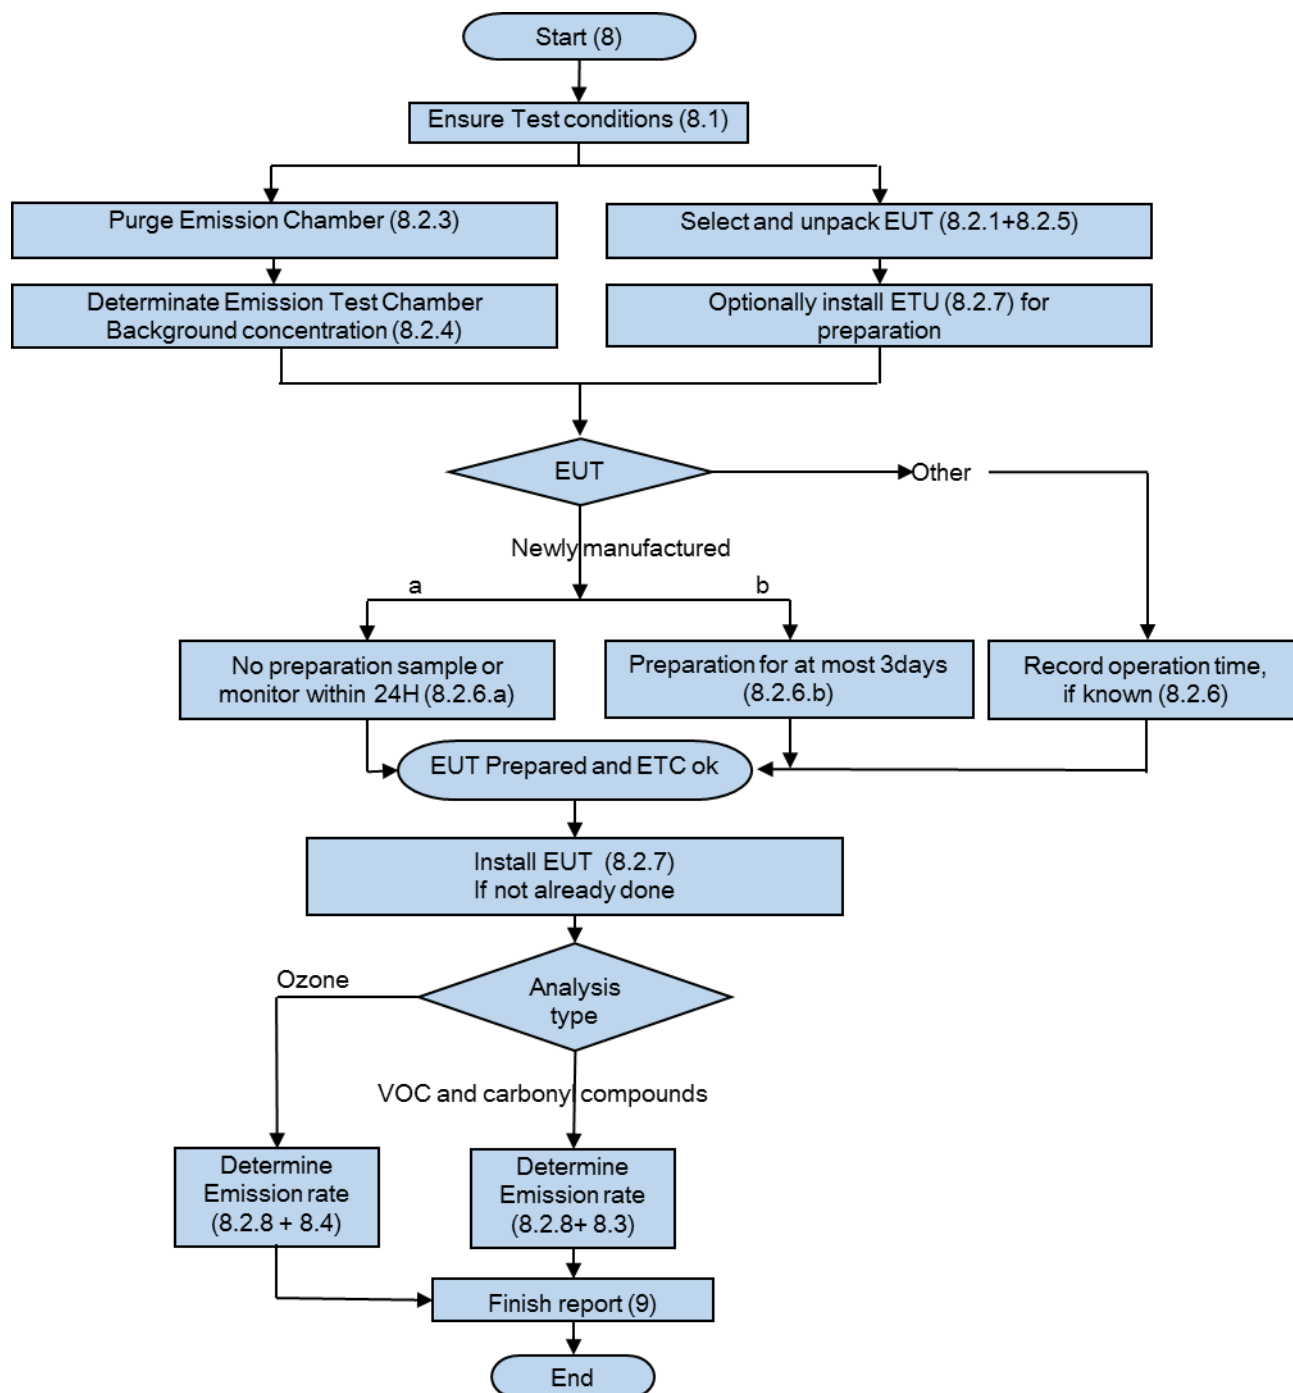 Start (8)
Ensure Test conditions (8.1)
Purge Emission Chamber (8.2.3)
Select and unpack EUT (8.2.1+8.2.5)
Determinate Emission Test Chamber
Background concentration (8.2.4)
Optionally install ETU (8.2.7) for
preparation
EUT
Other
Newly manufactured
a
b
No preparation sample or
monitor within 24H (8.2.6.a)
Preparation for at most 3days
(8.2.6.b)
Record operation time,
if known (8.2.6)
EUT Prepared and ETC ok
Install EUT (8.2.7)
If not already done
Analysis
type
Ozone
VOC and carbonyl compounds
Determine
Emission rate
(8.2.8 + 8.4)
Determine
Emission rate
(8.2.8+ 8.3)
Finish report (9)
End